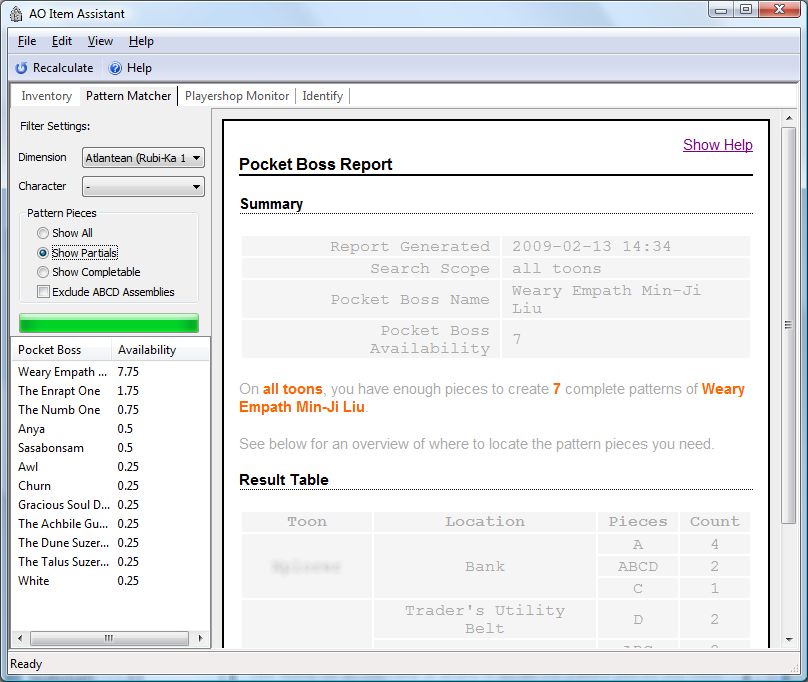 AO Item Assistant
File Edit View Help
Recalculate Help
Inventory Pattern Matcher Playershop Monitor Identify
Filter Settings:
Dimension Atlantean (Rubi-Ka 1
Character -
Pattern Pieces
Show All
Show Partials
Show Completable
Exclude ABCD Assemblies
Pocket Boss Availability
Weary Empath ... 7.75
The Enrapt One 1.75
The Numb One 0.75
Anya 0.5
Sasabonsam 0.5
Awl 0.25
Churn 0.25
Gracious Soul D... 0.25
The Achbile Gu... 0.25
The Dune Suzer... 0.25
The Talus Suzer... 0.25
White 0.25
Show Help
Pocket Boss Report
Summary
Report Generated 2009-02-13 14:34
Search Scope all toons
Pocket Boss Name Weary Empath Min-Ji
Liu
Pocket Boss
Availability 7
On all toons, you have enough pieces to create 7 complete patterns of Weary
Empath Min-Ji Liu.
See below for an overview of where to locate the pattern pieces you need.
Result Table
Toon Location Pieces Count
A 4
Bank ABCD 2
C 1
Trader's Utility
Belt D 2
Ready